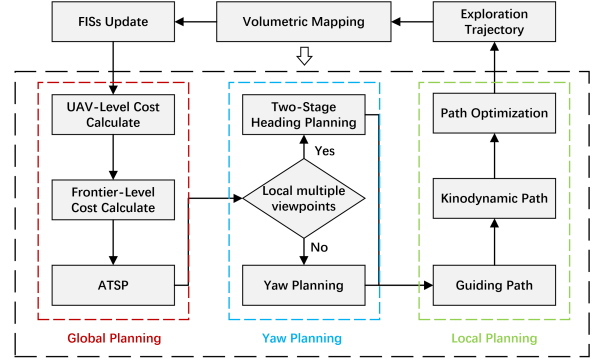 FISs Update
Volumetric Mapping
Exploration
Trajectory
UAV-Level Cost
Calculate
Frontier-Level
Cost Calculate
ATSP
Global Planning
Two-Stage
Heading Planning
Yes
Local multiple
viewpoints
No
Yaw Planning
Yaw Planning
Path Optimization
Kinodynamic Path
Guiding Path
Local Planning